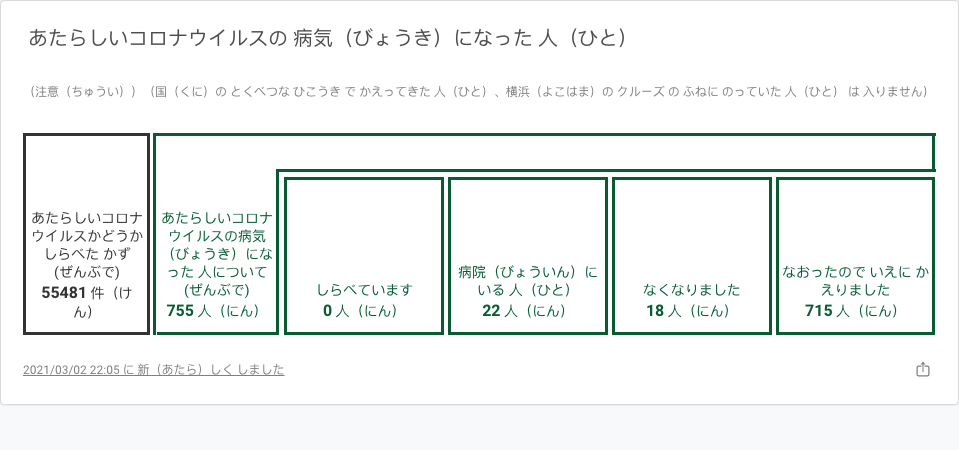 あたらしいコロナウイルスの 病気（びょうき）になった 人（ひと）
（注意（ちゅうい））（国（くに）の とくべつな ひこうき で かえってきた 人（ひと）、横浜（よこはま）の クルーズ の ふねに のっていた 人（ひと） は 入りません）
あたらしいコロナ
ウイルスかどうか
しらべた かず
(ぜんぶで)
55481 件（け
ん）
あたらしいコロナ
ウイルスの病気
（びょうき）にな
った 人について
(ぜんぶで)
755 人（にん）
しらべています
0 人（にん）
病院（びょういん）に
いる 人（ひと）
22 人（にん）
なくなりました
18 人（にん）
なおったので いえに か
えりました
715 人（にん）
2021/03/02 22:05 に 新（あたら）しく しました